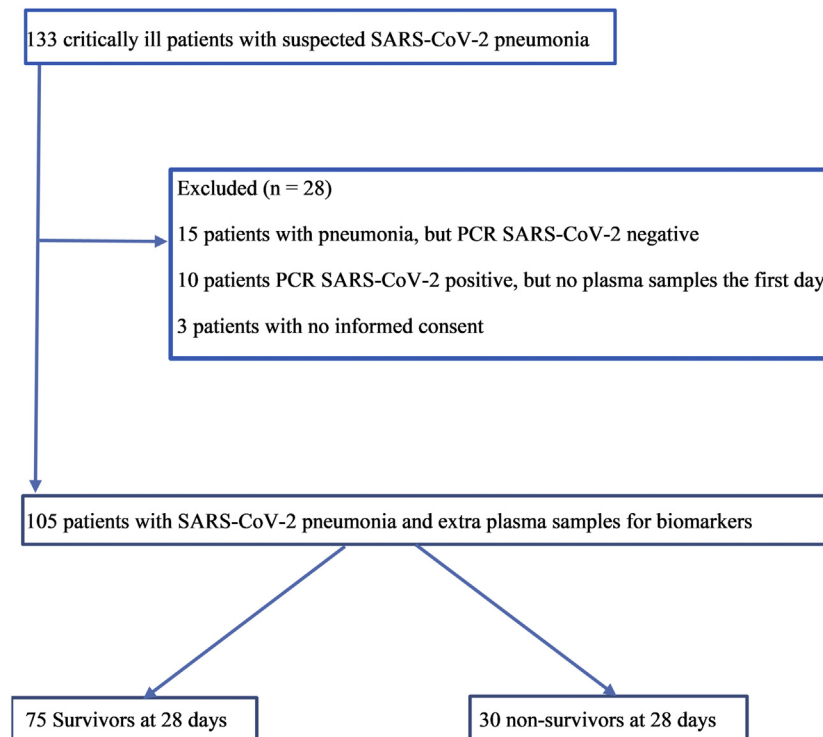 133 critically ill patients with suspected SARS-CoV-2 pneumonia
Excluded (n = 28)
15 patients with pneumonia, but PCR SARS-CoV-2 negative
10 patients PCR SARS-CoV-2 positive, but no plasma samples the first day
3 patients with no informed consent
105 patients with SARS-CoV-2 pneumonia and extra plasma samples for biomarkers
75 Survivors at 28 days
30 non-survivors at 28 days